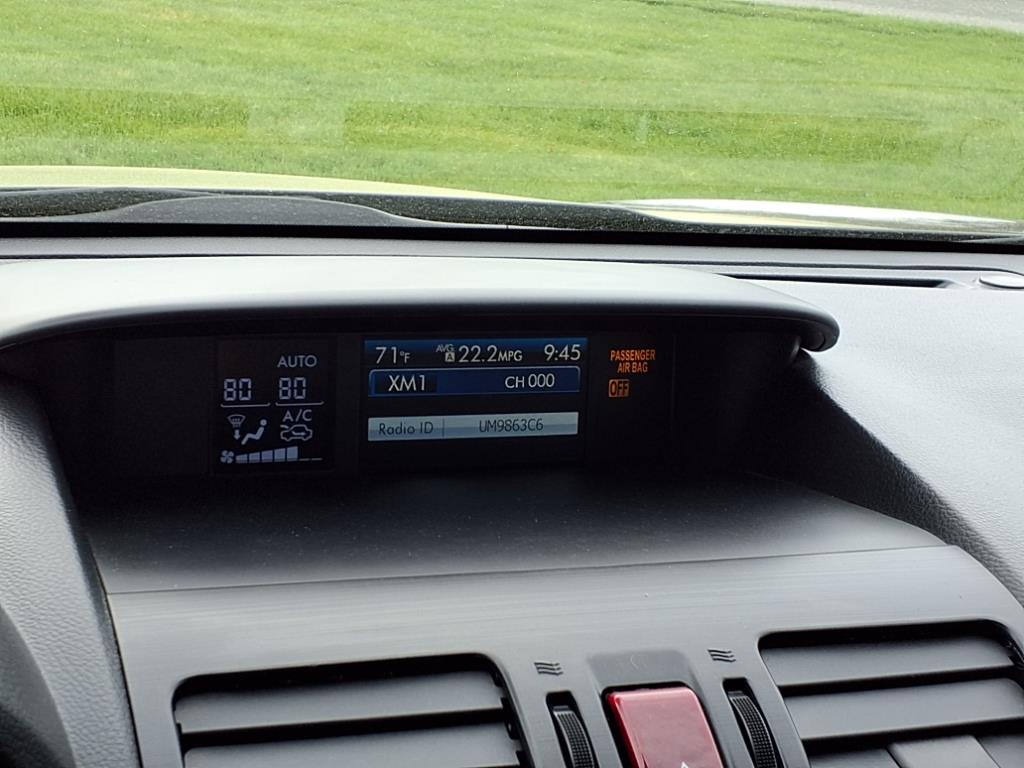 AUTO
80 80
A/C
71°F AVG A 22.2MPG 9:45
XM1 CH 000
Radio ID UM9863C6
PASSENGER
AIR BAG
OFF